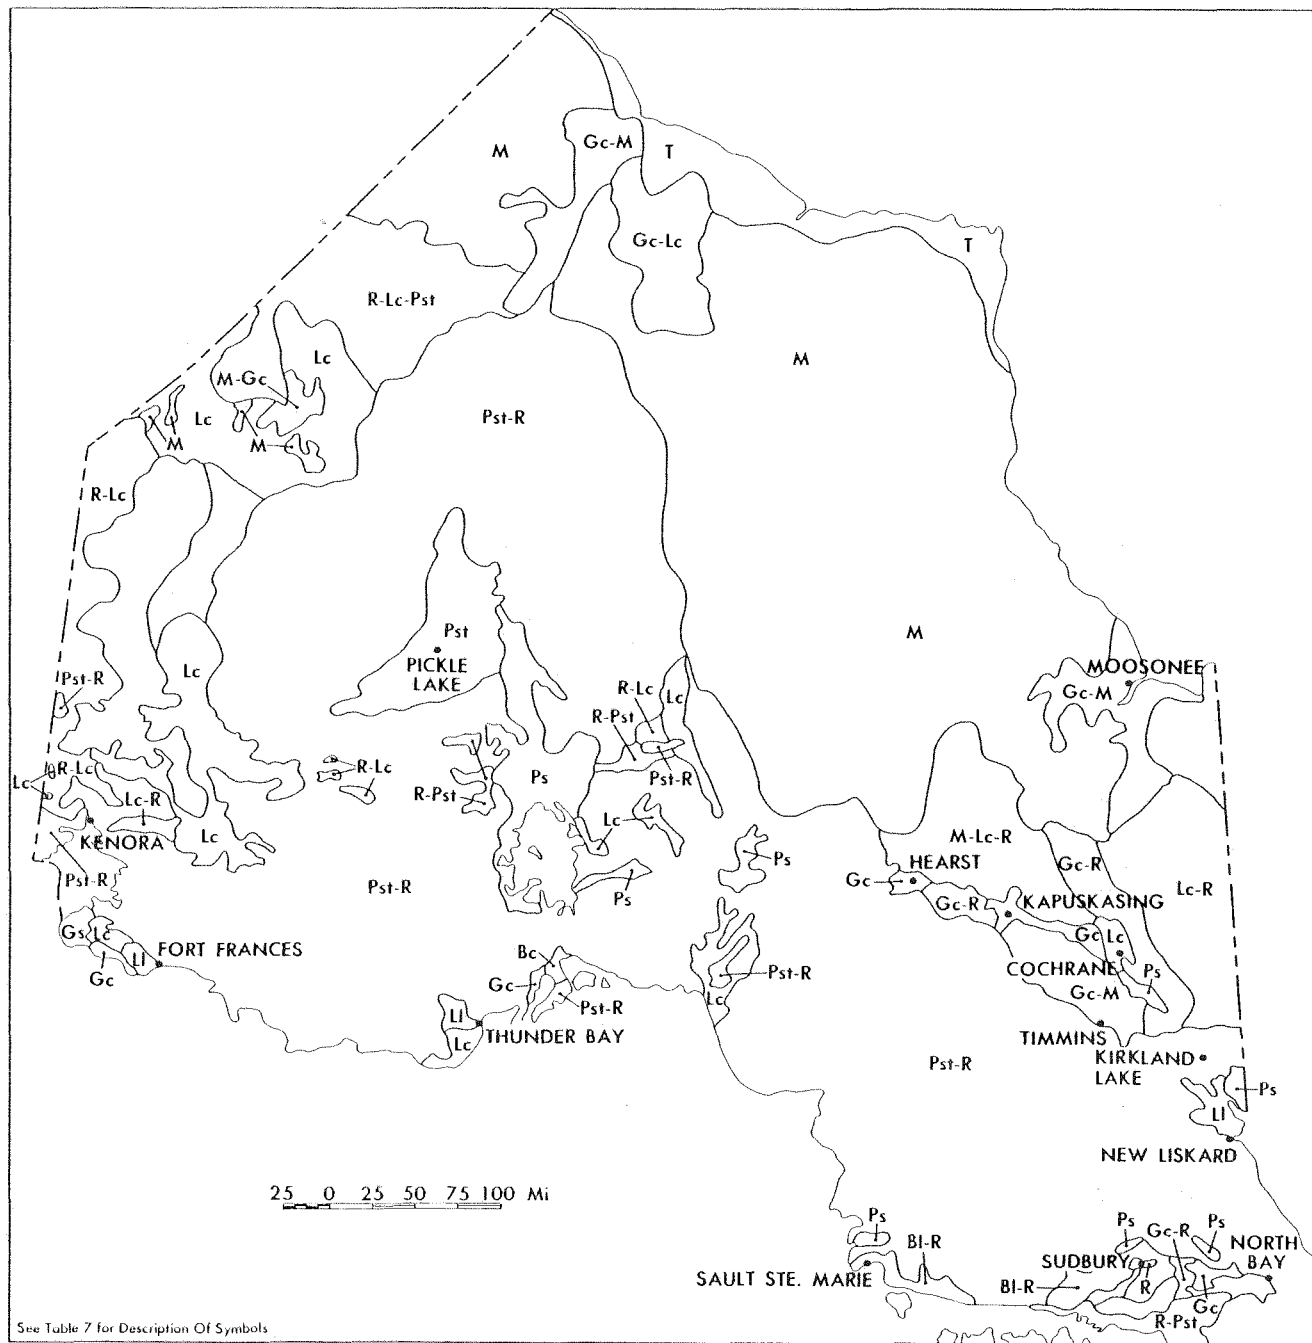 Gc-M
M
T
Gc-Lc
T
R-Lc-Pst
Lc
M
M-Gc
Lc
Pst-R
M
M
R-Lc
M
Pst
PICKLE
LAKE
Lc
MOOSONEE
Pst-R
Gc-M
R-Lc
Lc
R-Pst
Lc
R-Lc
R-Lc
Ps
Pst-R
R-Pst
Lc-R
Lc
Lc
KENORA
M-Lc-R
Ps
HEARST
Gc-R
Pst-R
Pst-R
Gc
Ps
Lc-R
Gc-R
KAPUSKASING
Gs
Lc
Gc
Lc
FORT FRANCES
Ll
Bc
Gc
Gc
Pst-R
COCHRANE
Ps
Pst-R
Gc-M
Lc
Ll
THUNDER BAY
TIMMINS
Lc
Pst-R
KIRKLAND
LAKE
Ps
Ll
NEW LISKARD
25 0 25 50 75 100 Mi
Ps
Ps
Gc-R
Ps
Bl-R
SUDBURY
NORTH
BAY
SAULT STE. MARIE
Bl-R
R
Gc
R-Pst
See Table 7 for Description Of Symbols